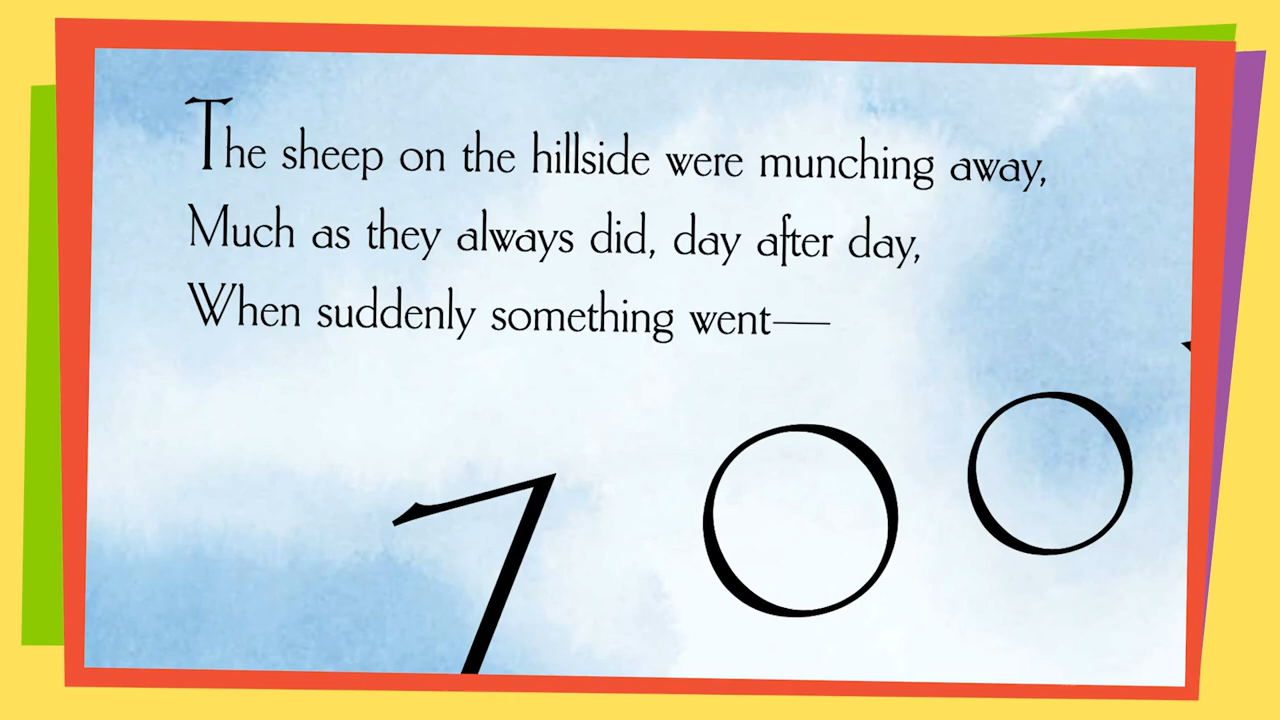 The sheep on the hillside were munching away,
Much as they always did, day after day,
When suddenly something went—
ZOO